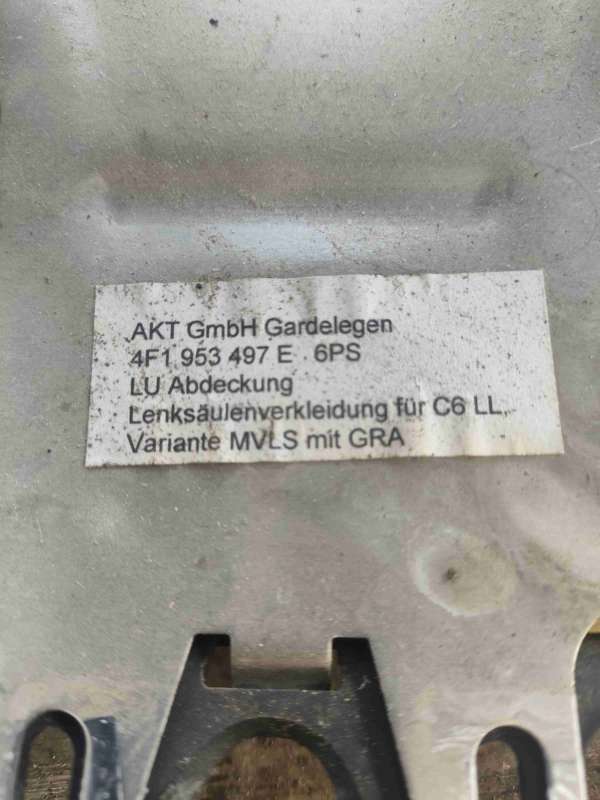 AKT GmbH Gardelegen
4F1 953 497 E . 6PS
LU Abdeckung
Lenksäulenverkleidung für C6 LL,
Variante MVLS mit GRA